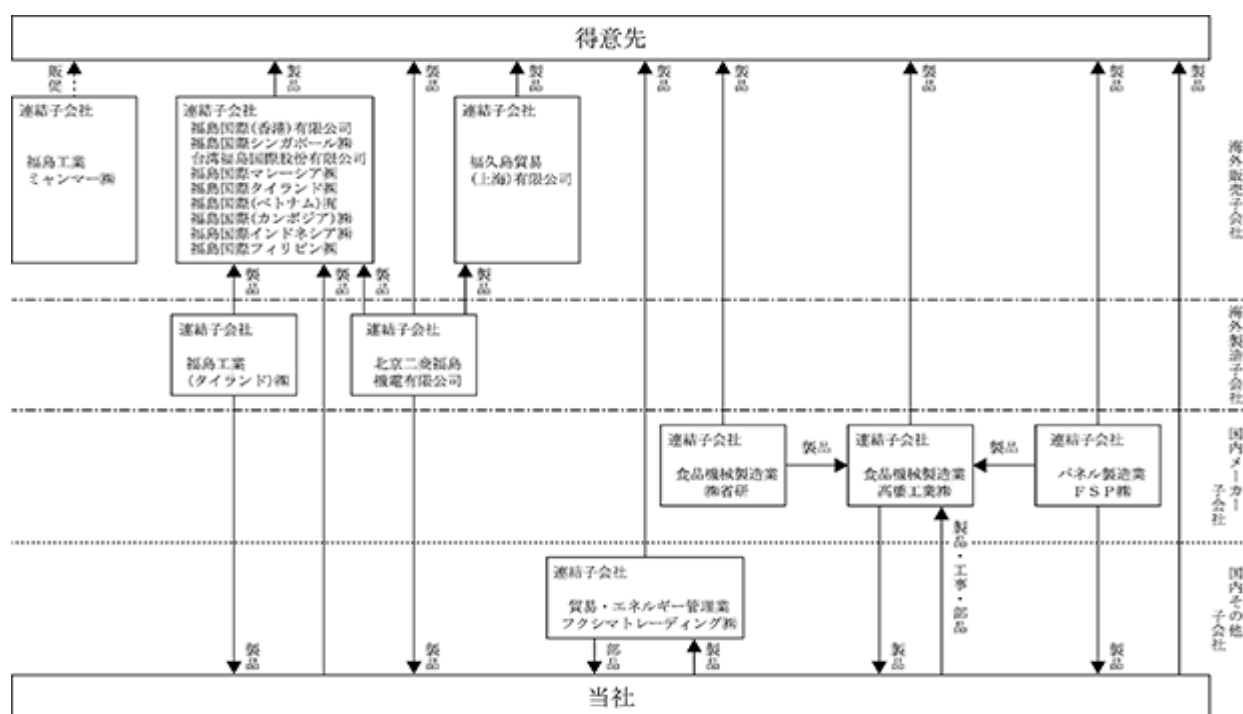 得意先
販促
製品
製品
製品
製品
製品
製品
製品
製品
連結子会社
福島工業
ミャンマー㈱
連結子会社
福島国際(香港)有限公司
福島国際シンガポール㈱
台湾福島国際股份有限公司
福島国際マレーシア㈱
福島国際タイランド㈱
福島国際(ベトナム)㈲
福島国際(カンボジア)㈱
福島国際インドネシア㈱
福島国際フィリピン㈱
連結子会社
福久島貿易
(上海)有限公司
海外販売子会社
製品
製品
製品
製品
連結子会社
福島工業
(タイランド)㈱
連結子会社
北京二商福島
機電有限公司
海外製造子会社
連結子会社
食品機械製造業
㈱省研
製品
連結子会社
食品機械製造業
高橋工業㈱
製品
連結子会社
パネル製造業
ＦＳＰ㈱
国内メーカー
子会社
製品・工事・部品
連結子会社
貿易・エネルギー管理業
フクシマトレーディング㈱
国内その他
子会社
製品
製品
部品
製品
製品
製品
当社